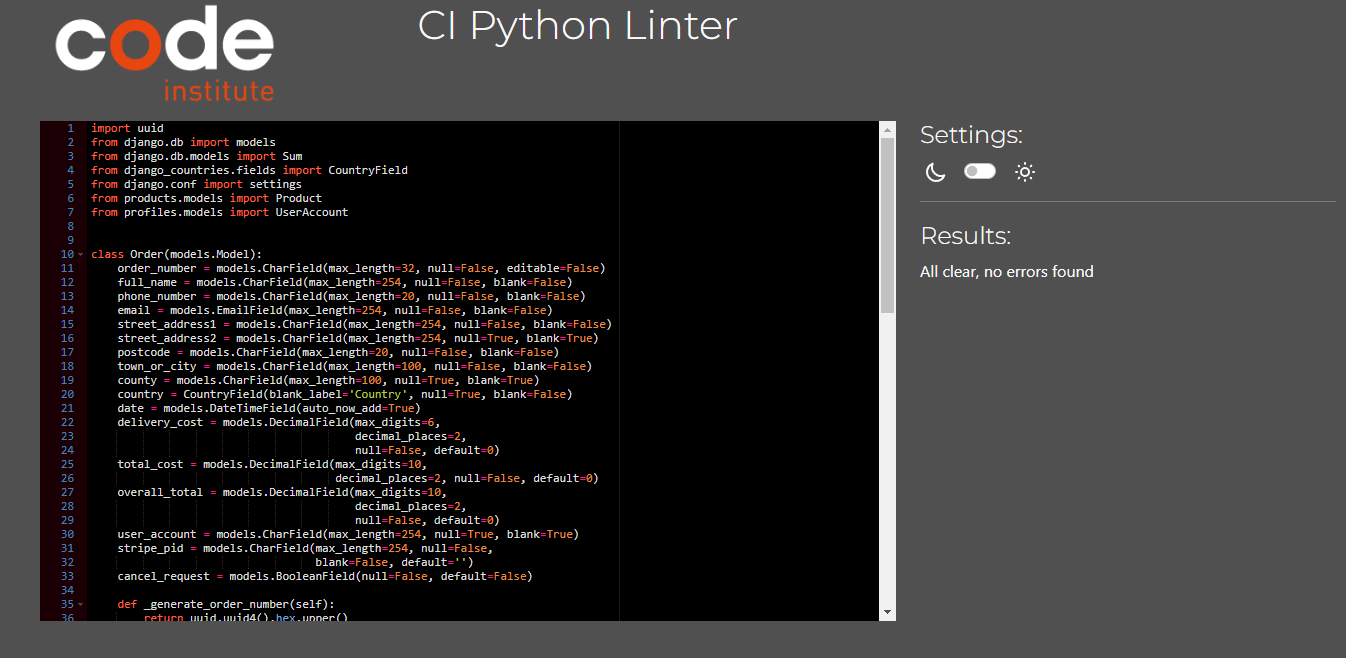 code
institute
CI Python Linter
1 import uuid
2 from django.db import models
3 from django.db.models import Sum
4 from django_countries.fields import CountryField
5 from django.conf import settings
6 from products.models import Product
7 from profiles.models import UserAccount
8
9
10 class Order(models.Model):
11 order_number = models.CharField(max_length=32, null=False, editable=False)
12 full_name = models.CharField(max_length=254, null=False, blank=False)
13 phone_number = models.CharField(max_length=20, null=False, blank=False)
14 email = models.EmailField(max_length=254, null=False, blank=False)
15 street_address1 = models.CharField(max_length=254, null=False, blank=False)
16 street_address2 = models.CharField(max_length=254, null=True, blank=True)
17 postcode = models.CharField(max_length=20, null=False, blank=False)
18 town_or_city = models.CharField(max_length=100, null=False, blank=False)
19 county = models.CharField(max_length=100, null=True, blank=True)
20 country = CountryField(blank_label='Country', null=True, blank=False)
21 date = models.DateTimeField(auto_now_add=True)
22 delivery_cost = models.DecimalField(max_digits=6,
23 decimal_places=2,
24 null=False, default=0)
25 total_cost = models.DecimalField(max_digits=10,
26 decimal_places=2, null=False, default=0)
27 overall_total = models.DecimalField(max_digits=10,
28 decimal_places=2,
29 null=False, default=0)
30 user_account = models.CharField(max_length=254, null=True, blank=True)
31 stripe_pid = models.CharField(max_length=254, null=False,
32 blank=False, default='')
33 cancel_request = models.BooleanField(null=False, default=False)
34
35 def _generate_order_number(self):
36 return uuid.uuid4().hex.upper()
Settings:
Results:
All clear, no errors found